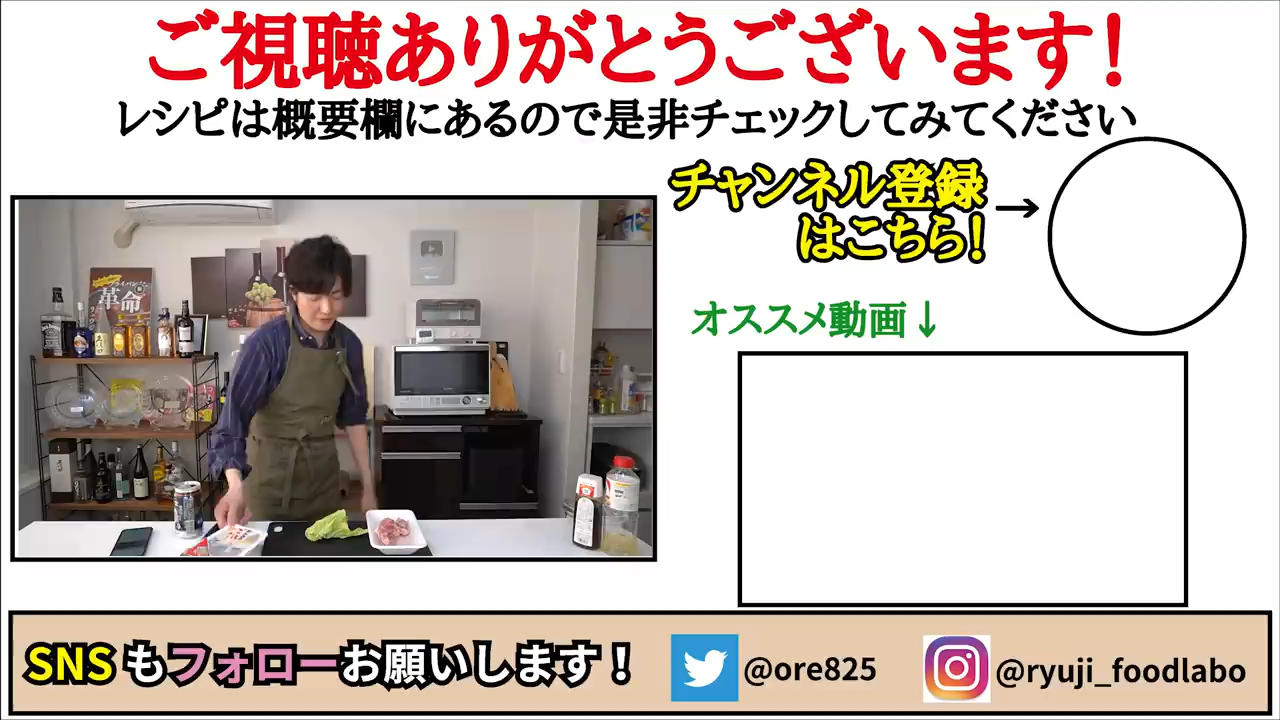 ご視聴ありがとうございます!
レシピは概要欄にあるので是非チェックしてみてください
チャンネル登録
はこちら!
→
オススメ動画↓
革命
SNSもフォローお願いします!
@ore825
@ryuji_foodlabo